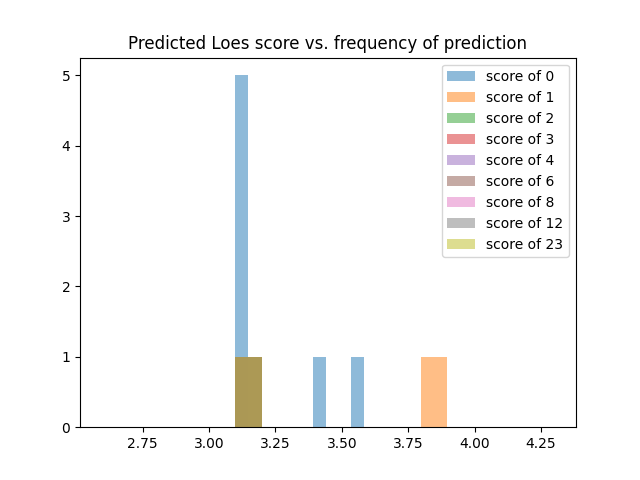 Predicted Loes score vs. frequency of prediction
5
4
3
2
1
0
score of 0
score of 1
score of 2
score of 3
score of 4
score of 6
score of 8
score of 12
score of 23
2.75 3.00 3.25 3.50 3.75 4.00 4.25